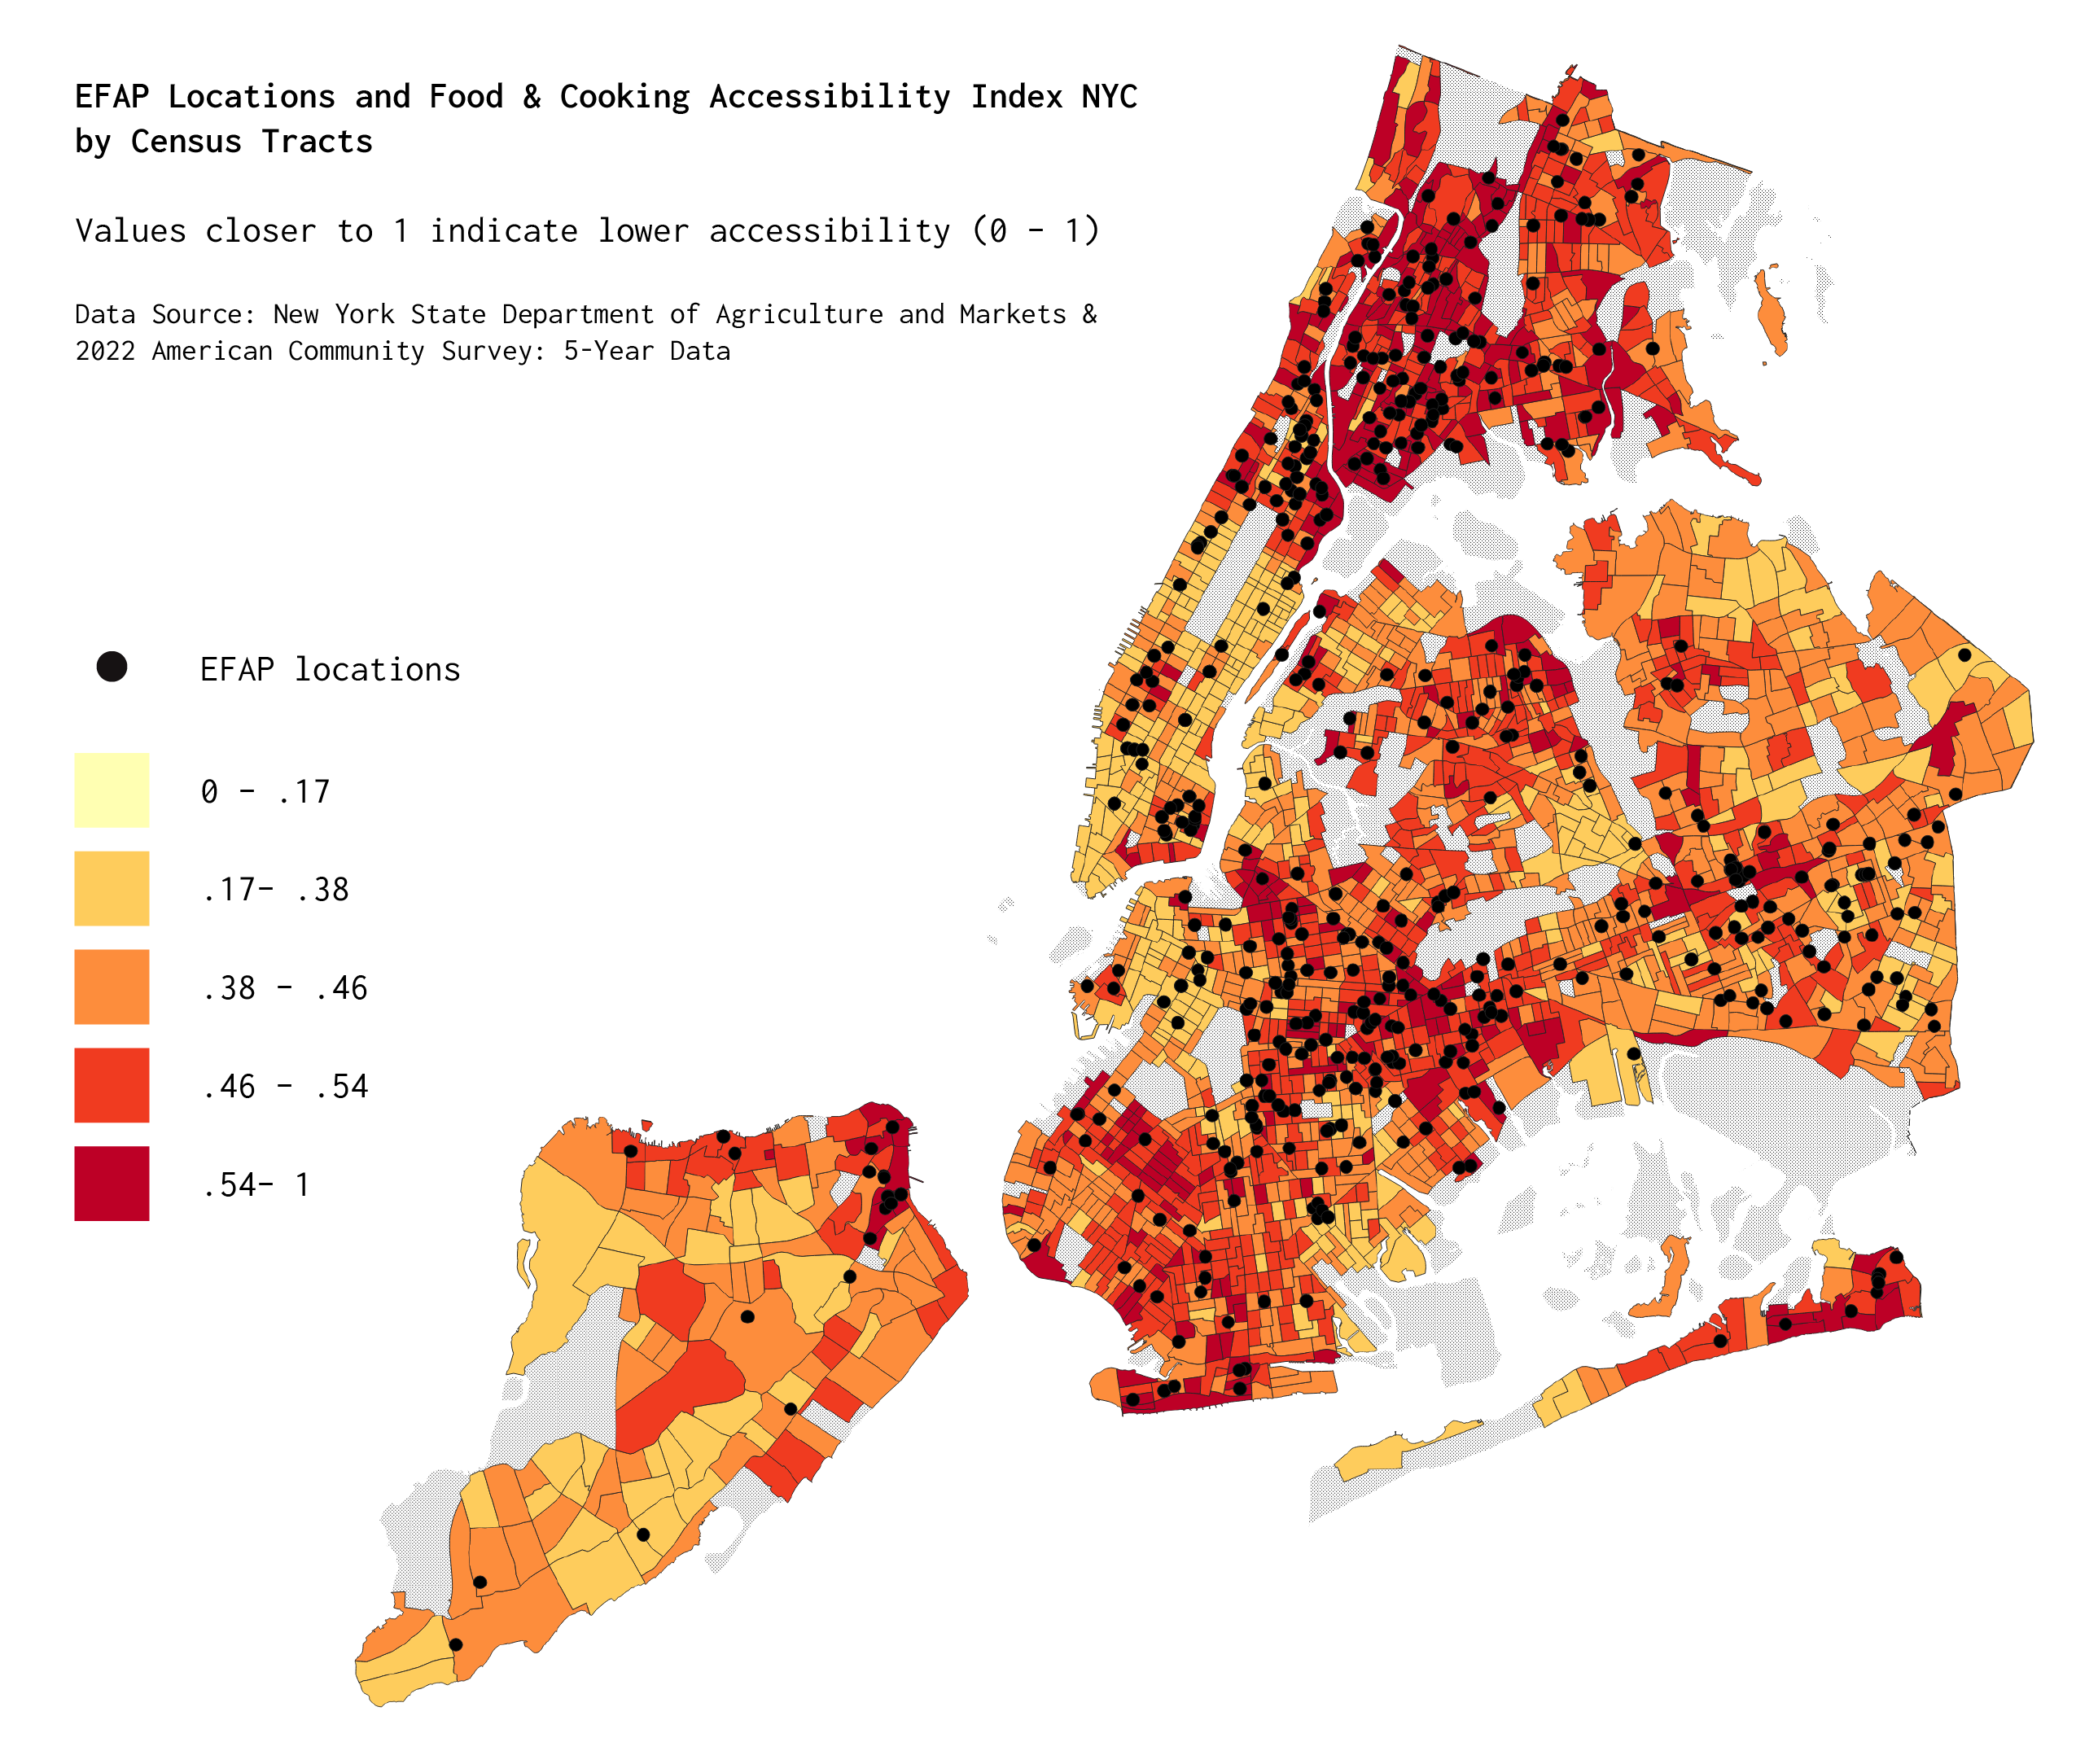 EFAP Locations and Food & Cooking Accessibility Index NYC
by Census Tracts
Values closer to 1 indicate lower accessibility (0 - 1)
Data Source: New York State Department of Agriculture and Markets &
2022 American Community Survey: 5-Year Data
EFAP locations
0 - .17
.17- .38
.38 - .46
.46 - .54
.54- 1